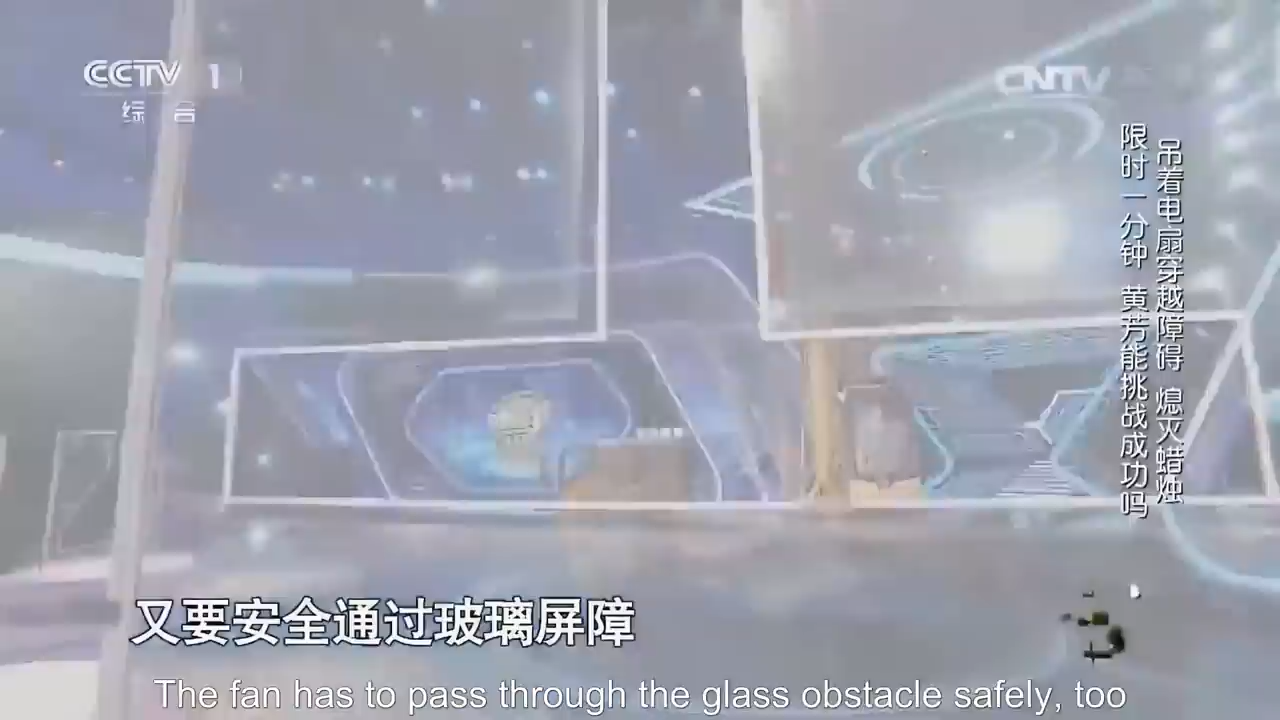 CCTV 1
综合
CNTV
吊着电扇穿越障碍 熄灭蜡烛
限时一分钟 黄芳能挑战成功吗
又要安全通过玻璃屏障
The fan has to pass through the glass obstacle safely, too